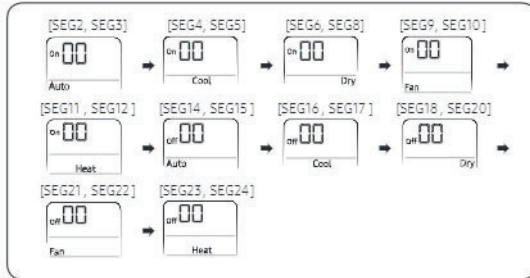 [SEG2, SEG3] [SEG4, SEG5] [SEG6, SEG8] [SEG9, SEG10]
On 00 On 00 On 00 On 00
Auto Cool Dry Fan
[SEG11, SEG12] [SEG14, SEG15] [SEG16, SEG17] [SEG18, SEG20]
On 00 Off 00 Off 00 Off 00
Heat Auto Cool Dry
[SEG21, SEG22] [SEG23, SEG24]
Off 00 Off 00
Fan Heat